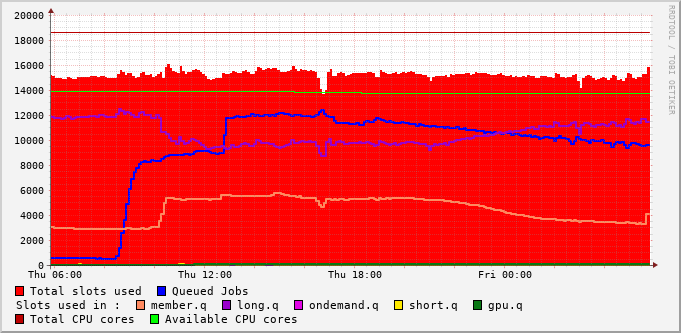 20000
18000
16000
14000
12000
10000
8000
6000
4000
2000
0
Thu 06:00 Thu 12:00 Thu 18:00 Fri 00:00
Total slots used Queued Jobs
Slots used in : member.q long.q ondemand.q short.q gpu.q
Total CPU cores Available CPU cores
RRDTOOL / TOBI OETIKER